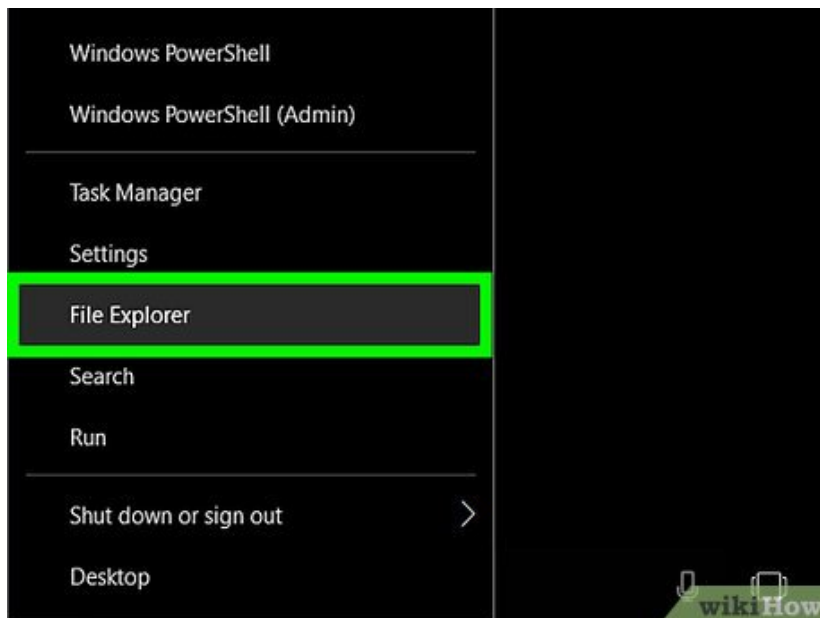 Windows PowerShell
Windows PowerShell (Admin)
Task Manager
Settings
File Explorer
Search
Run
Shut down or sign out
Desktop
wikiHow